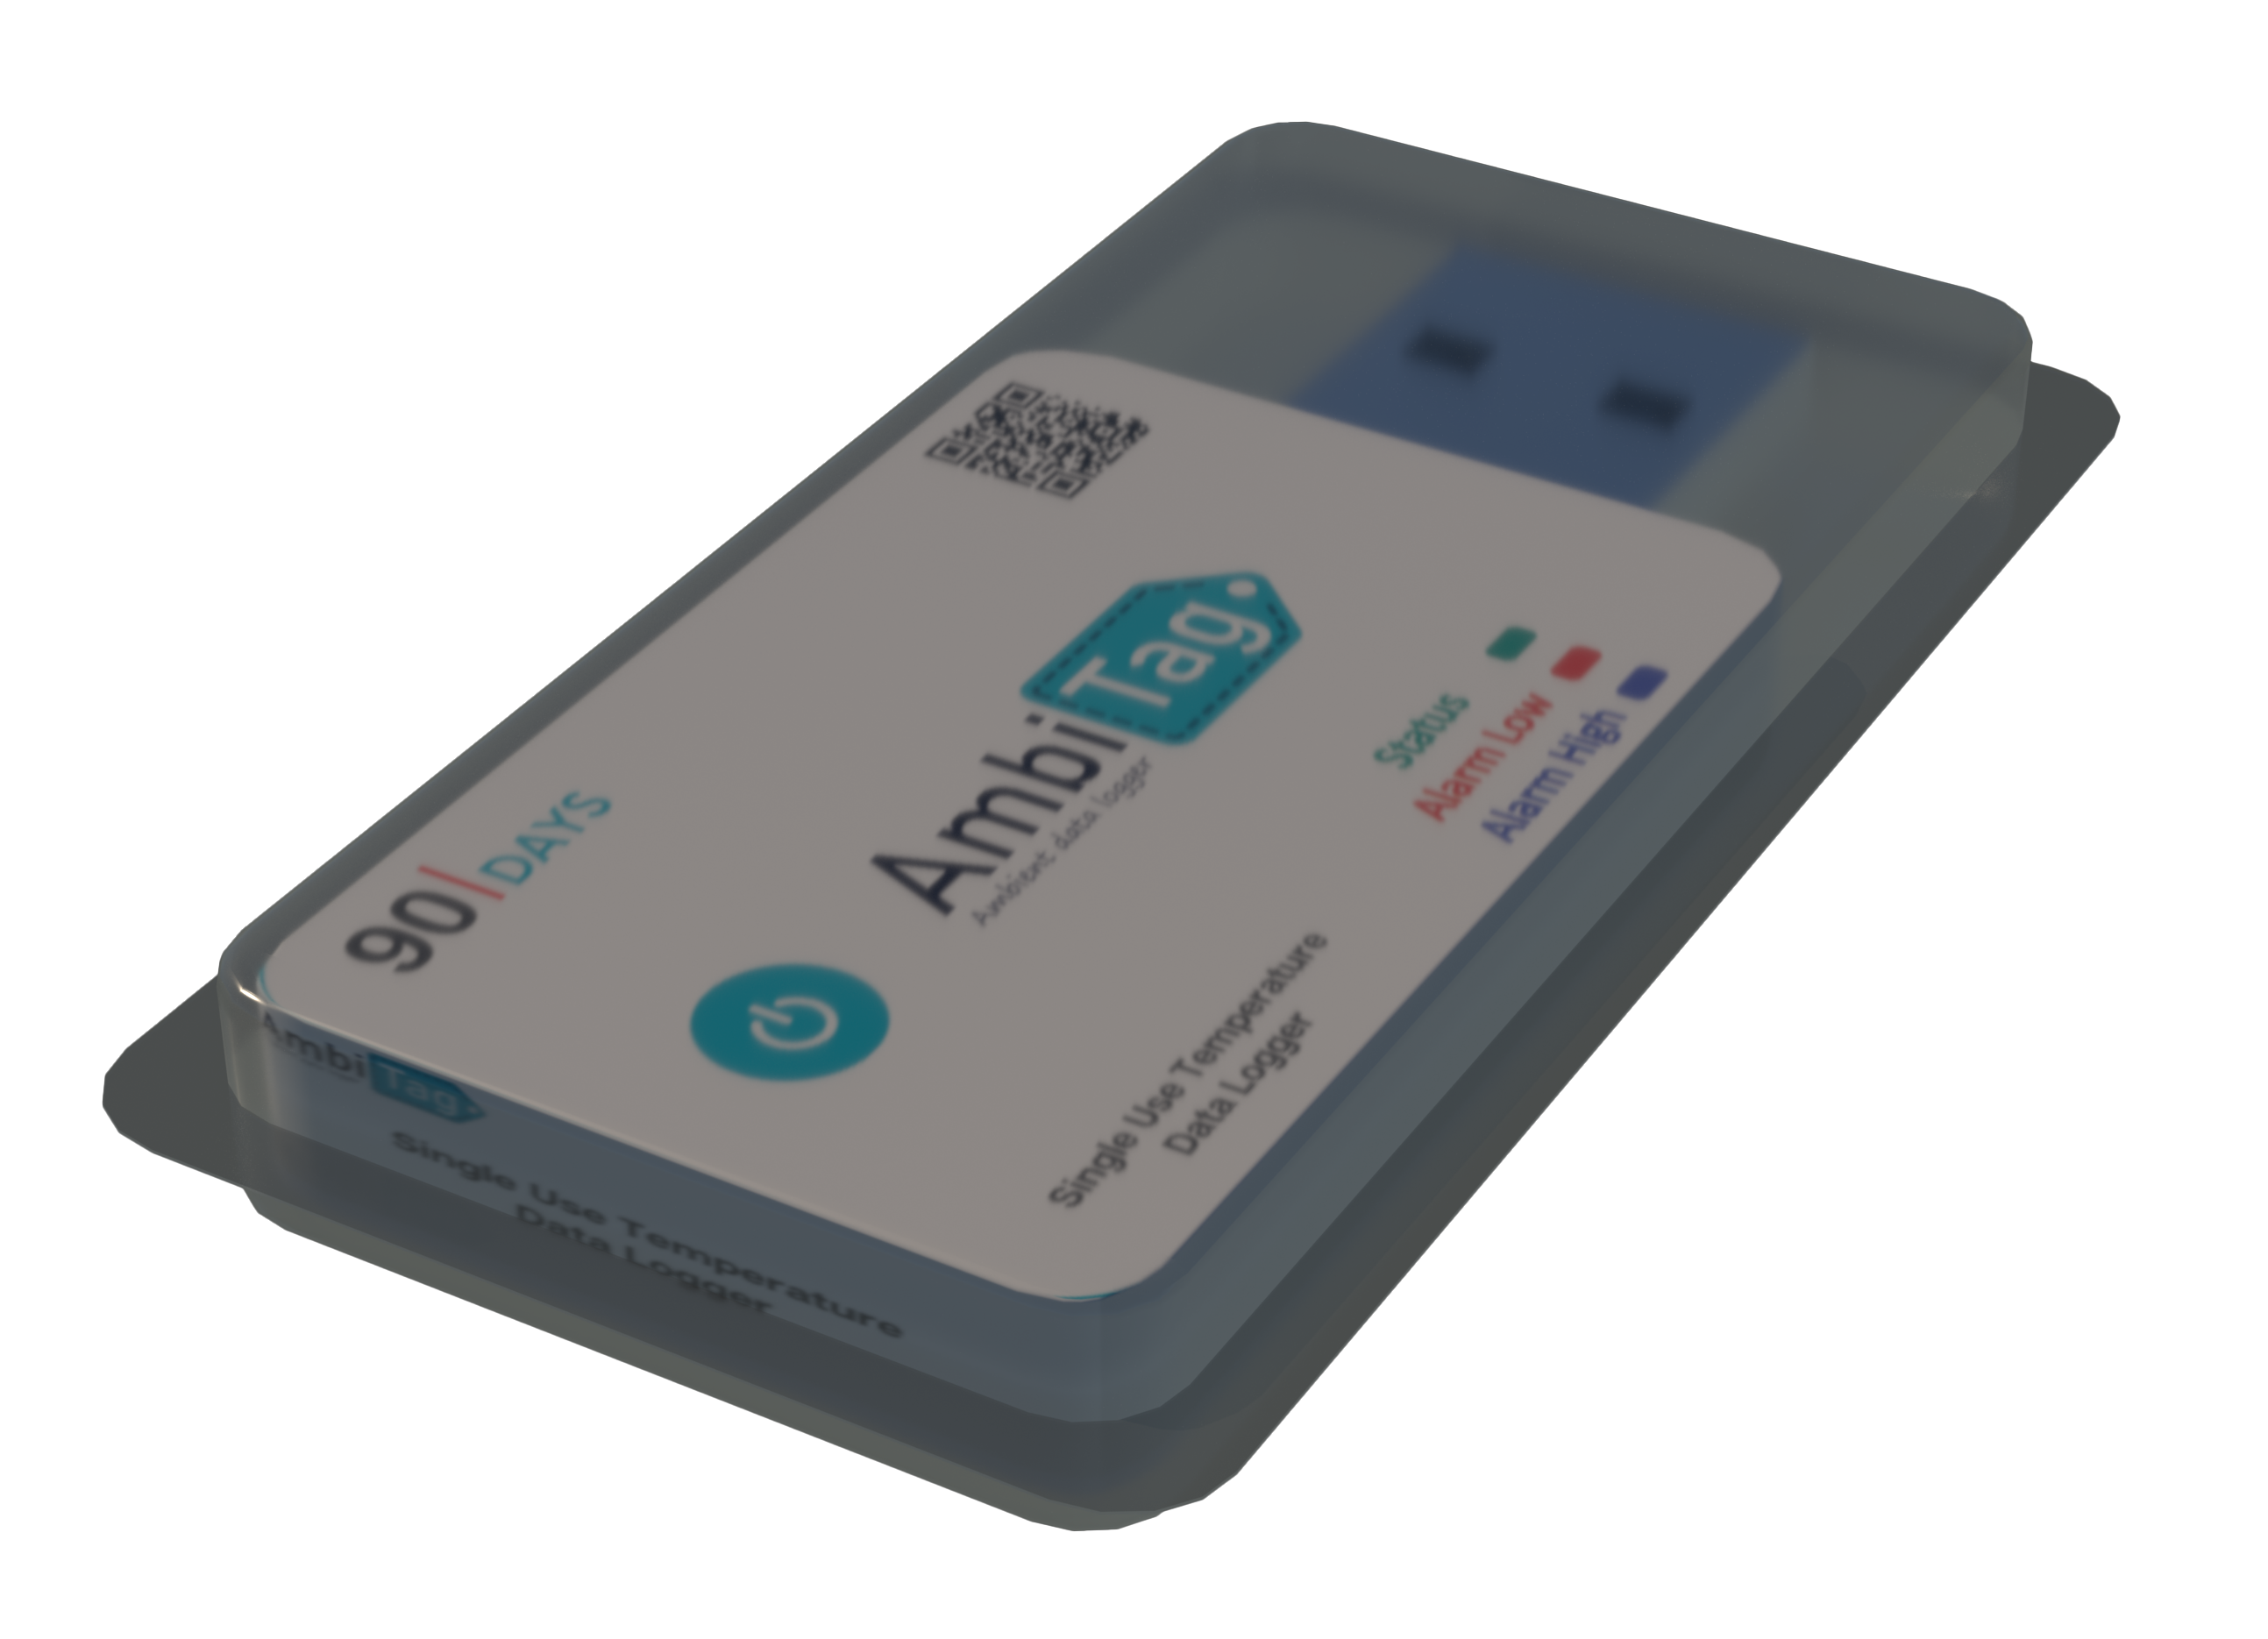 90|DAYS
AmbiTag
Ambient data logger
Status
Alarm Low
Alarm High
Single Use Temperature
Data Logger
AmbiTag
Single Use Temperature
Data Logger